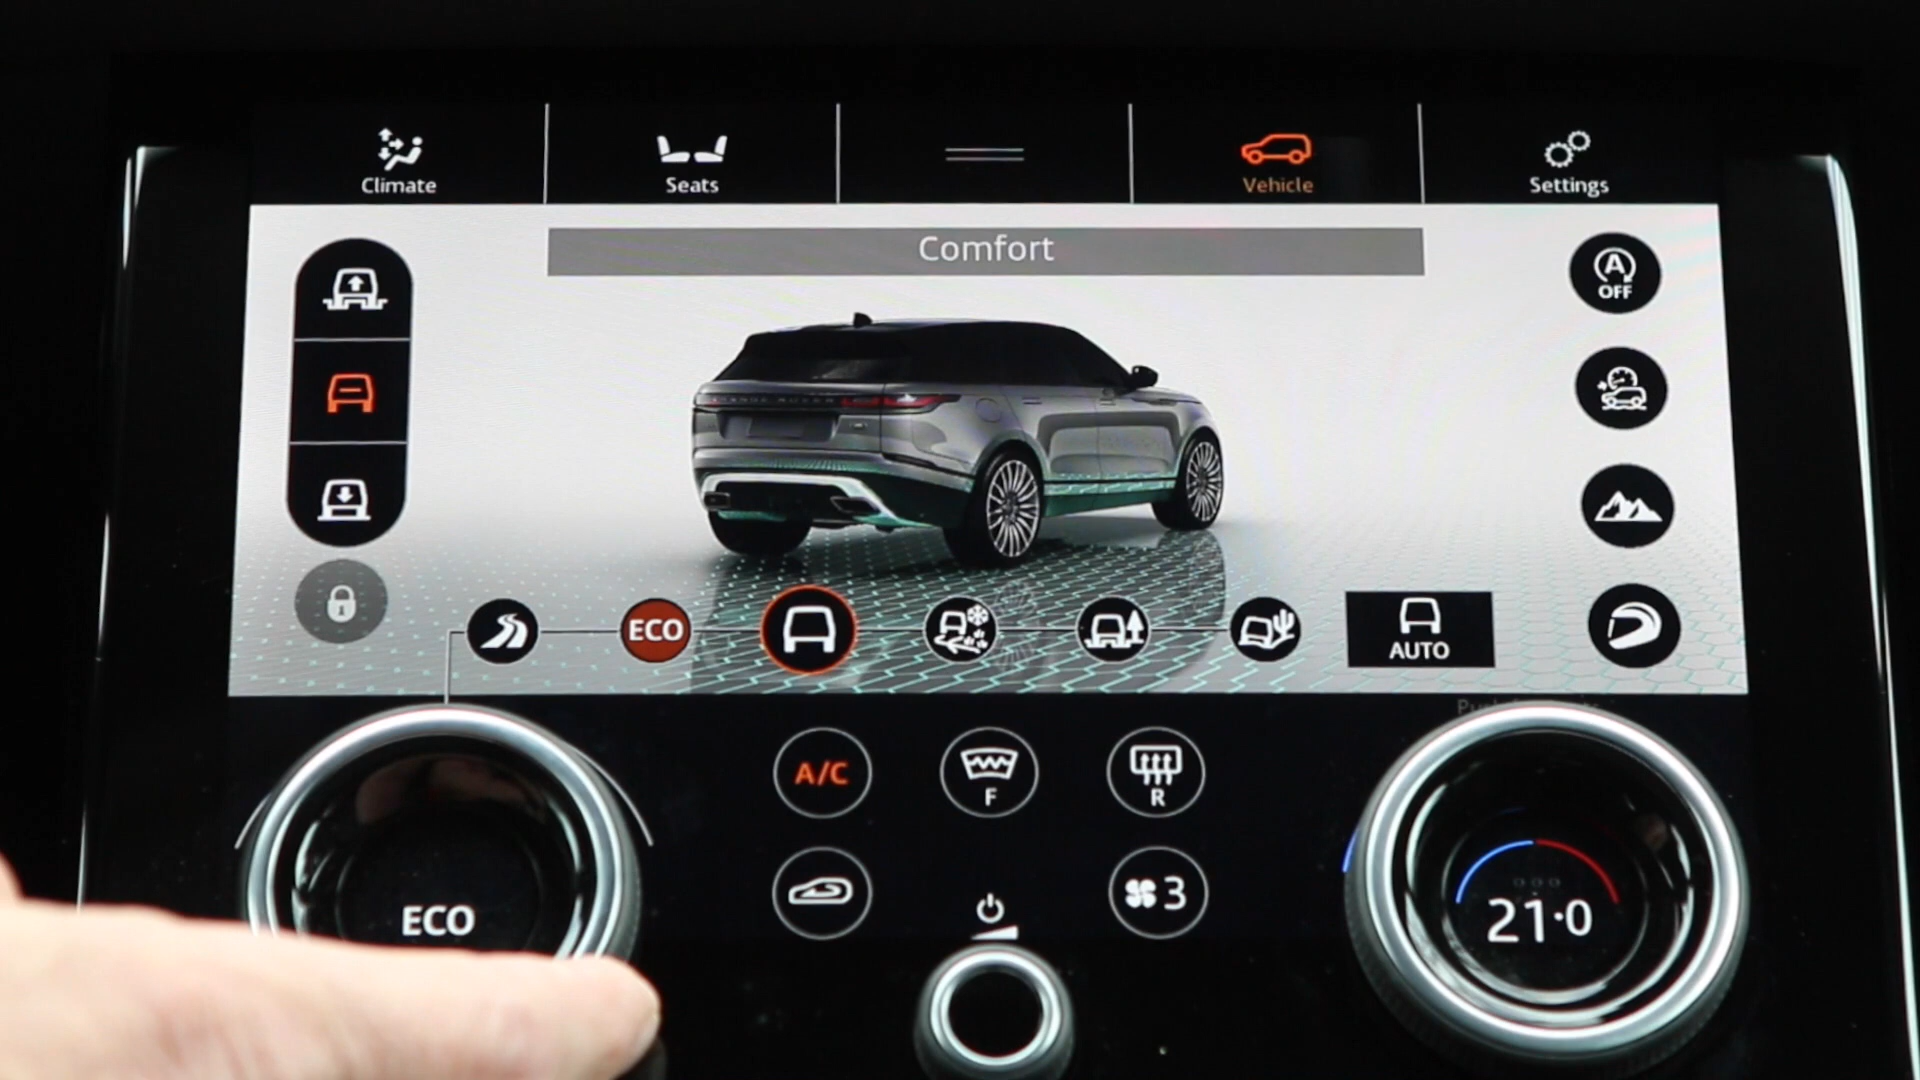 Climate
Seats
Vehicle
Settings
Comfort
A
OFF
ECO
AUTO
A/C
F
R
ECO
3
21.0